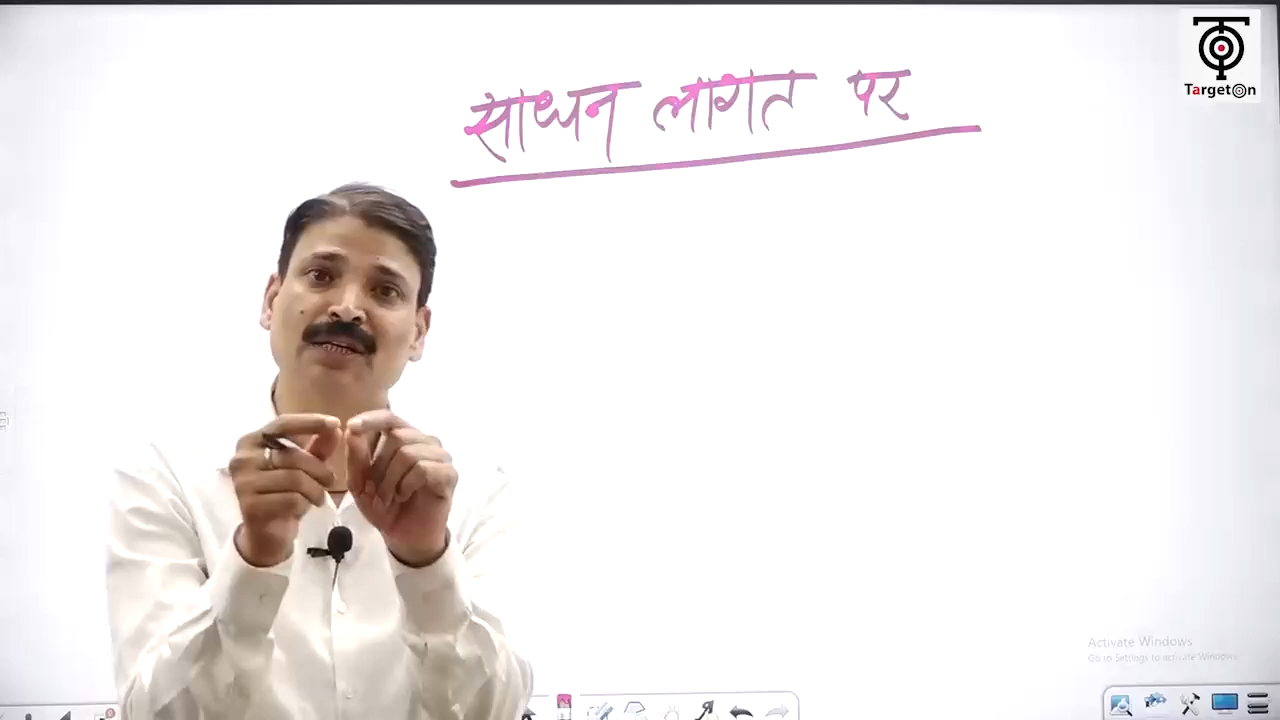 साधन लागत पर
TargetOn
Activate Windows
Go to Settings to activate Windows.